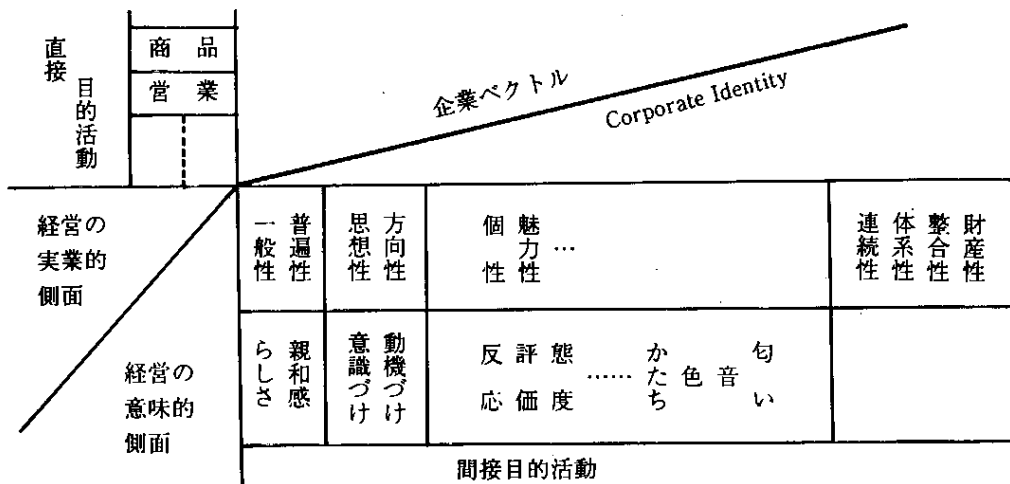 直接
目的活動
商品
営業
企業ベクトル
Corporate Identity
経営の
実業的
側面
経営の
意味的
側面
普遍性
一般性
方向性
思想性
魅力性…
個性
財産性
整合性
体系性
連続性
親和感
らしさ
動機づけ
意識づけ
反応
評価
態度
……
かたち
色
音
匂い
間接目的活動